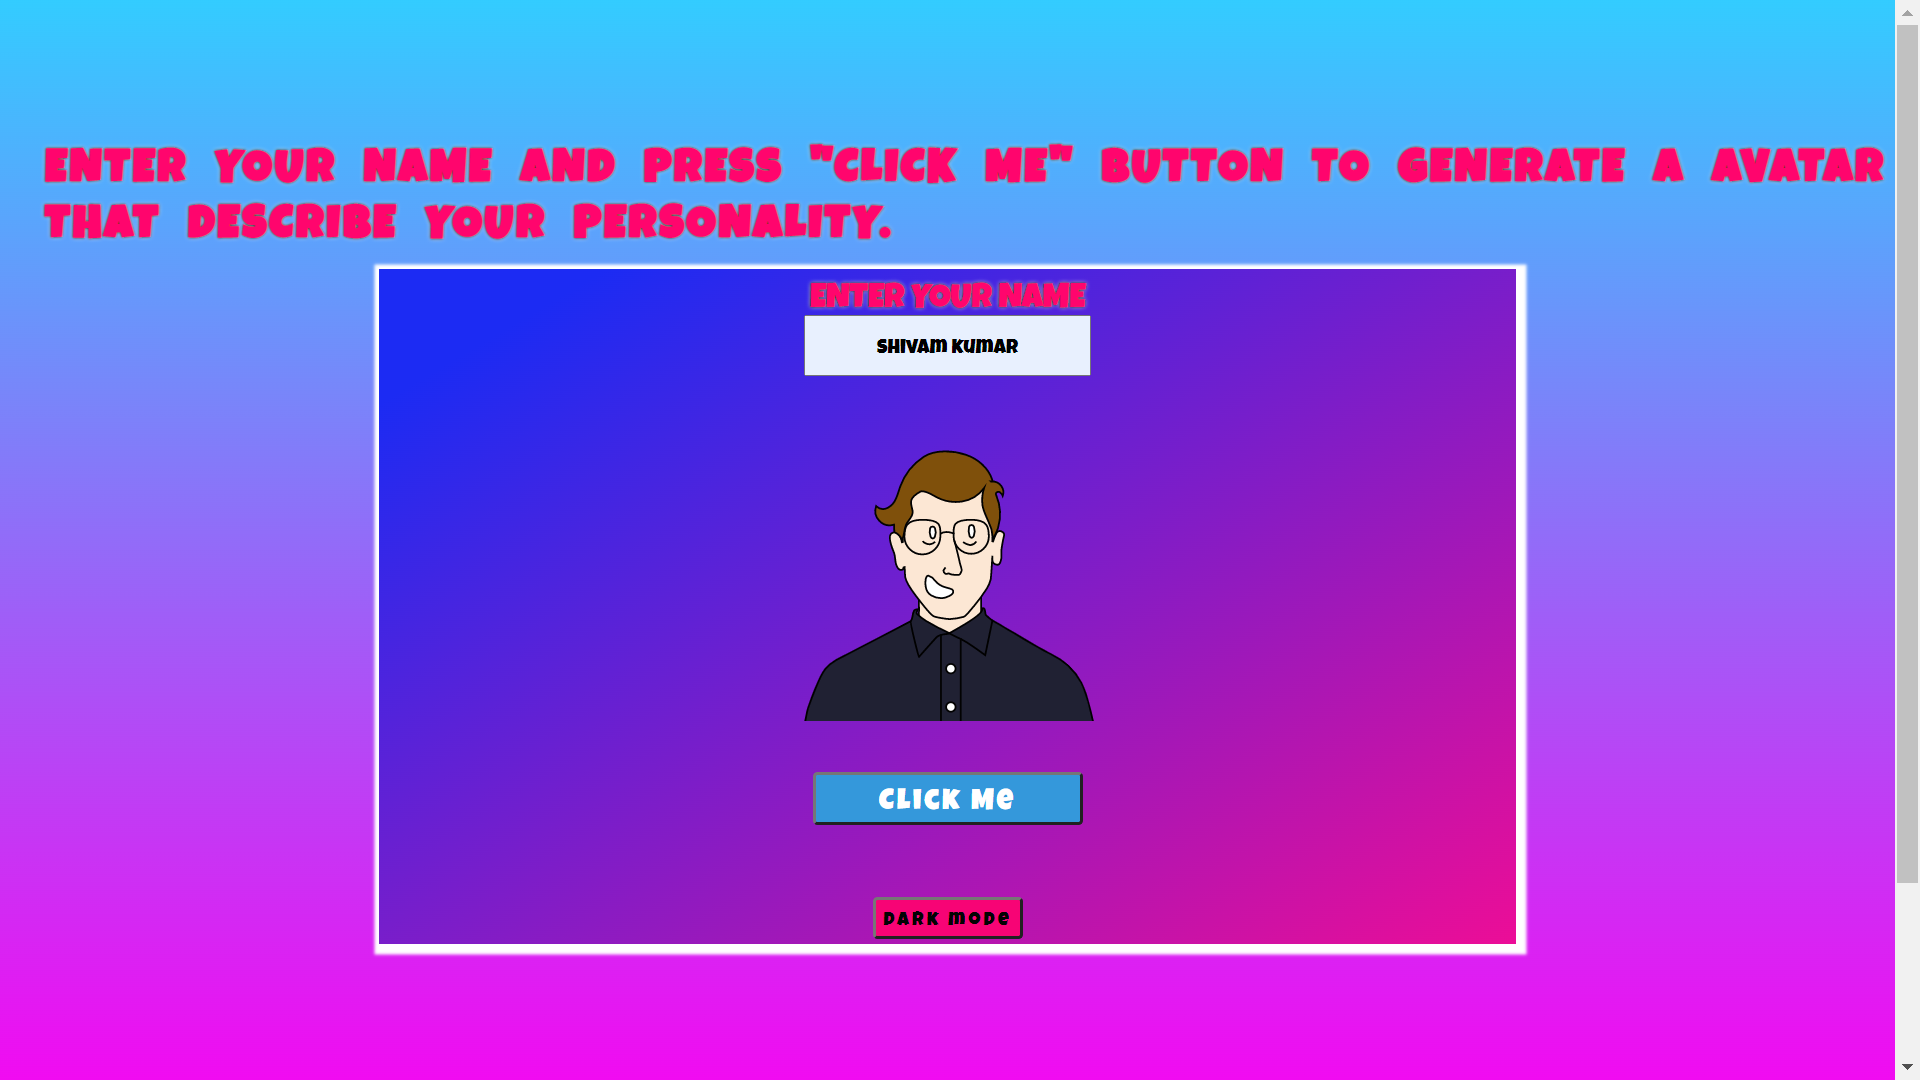 ENTER YOUR NAME AND PRESS "CLICK ME" BUTTON TO GENERATE A AVATAR
THAT DESCRIBE YOUR PERSONALITY.
ENTER YOUR NAME
SHIVAM KUMAR
CLICK ME
DARK MODE